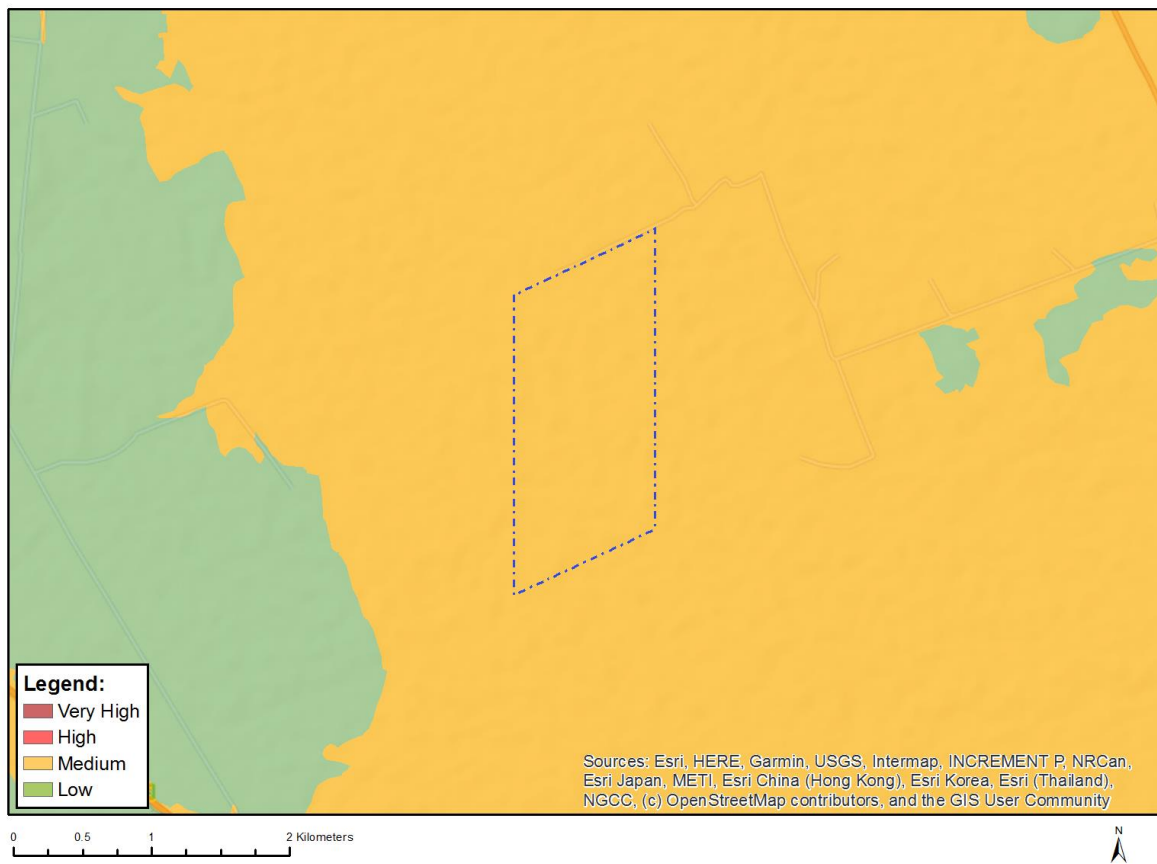 Legend:
Very High
High
Medium
Low
Sources: Esri, HERE, Garmin, USGS, Intermap, INCREMENT P, NRCan,
Esri Japan, METI, Esri China (Hong Kong), Esri Korea, Esri (Thailand),
NGCC, (c) OpenStreetMap contributors, and the GIS User Community
0 0.5 1 2 Kilometers
N